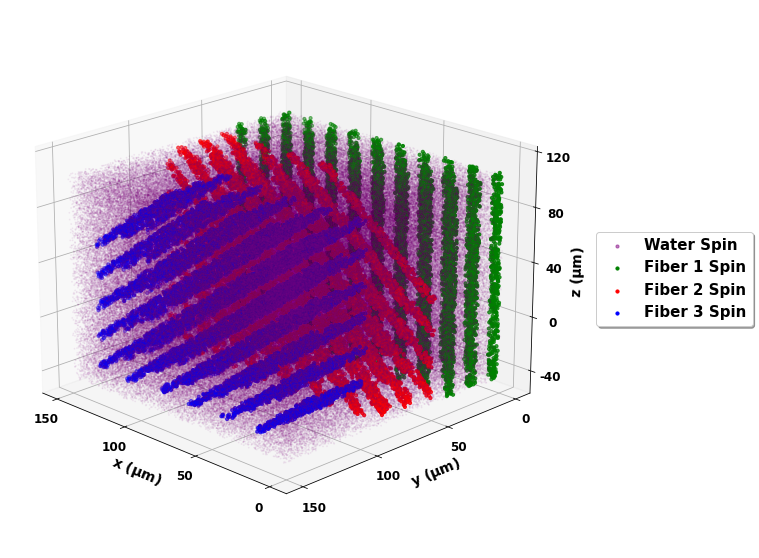 120
80
40
0
-40
z (μm)
150
100
50
0
x (μm)
150
100
50
0
y (μm)
Water Spin
Fiber 1 Spin
Fiber 2 Spin
Fiber 3 Spin